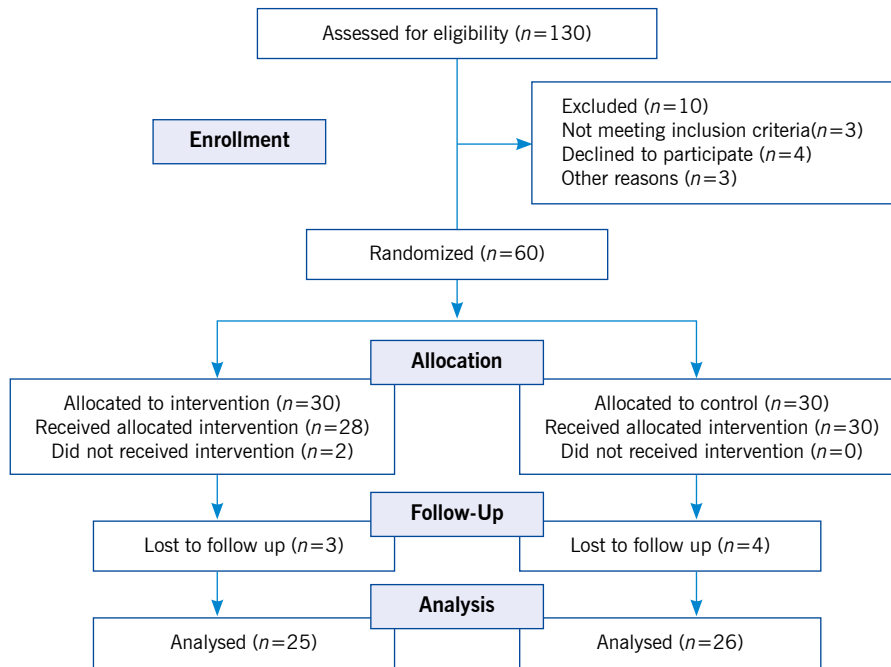 Assessed for eligibility (n=130)
Enrollment
Excluded (n=10)
Not meeting inclusion criteria(n=3)
Declined to participate (n=4)
Other reasons (n=3)
Randomized (n=60)
Allocation
Allocated to intervention (n=30)
Received allocated intervention (n=28)
Did not received intervention (n=2)
Allocated to control (n=30)
Received allocated intervention (n=30)
Did not received intervention (n=0)
Follow-Up
Lost to follow up (n=3)
Lost to follow up (n=4)
Analysis
Analysed (n=25)
Analysed (n=26)